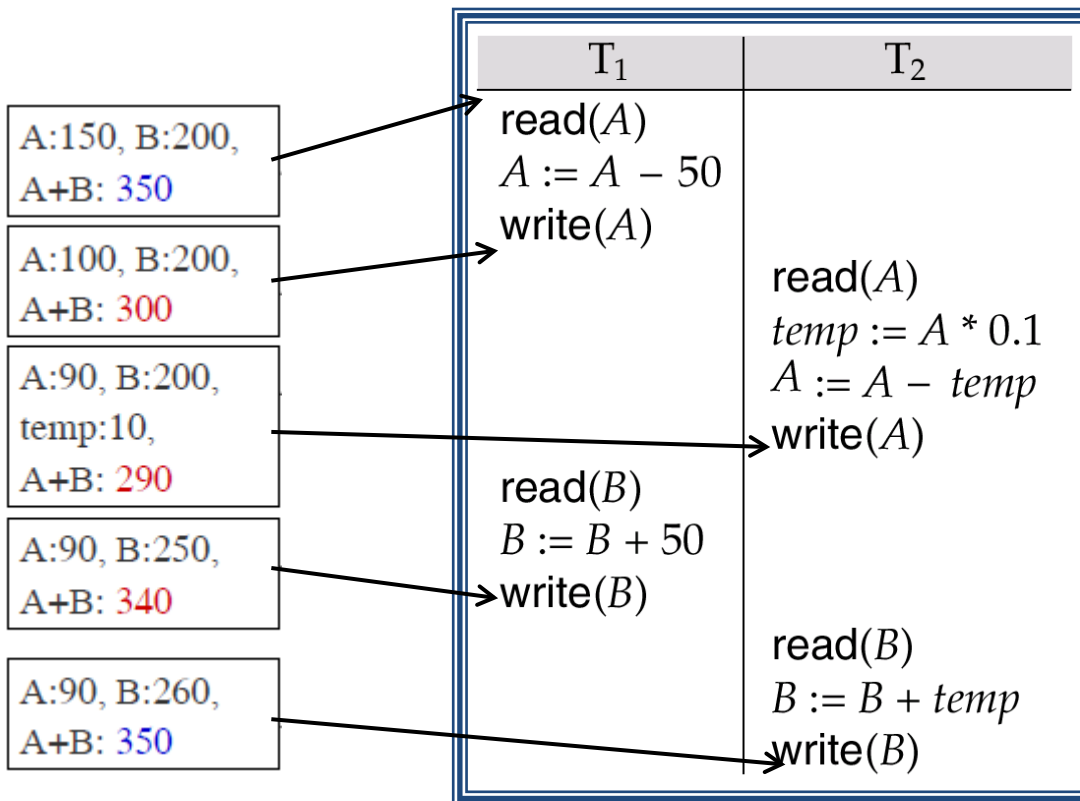 A:150, B:200,
A+B: 350
A:100, B:200,
A+B: 300
A:90, B:200,
temp:10,
A+B: 290
A:90, B:250,
A+B: 340
A:90, B:260,
A+B: 350
T₁ T₂
read(A)
A := A − 50
write(A)
read(A)
temp := A * 0.1
A := A − temp
write(A)
read(B)
B := B + 50
write(B)
read(B)
B := B + temp
write(B)